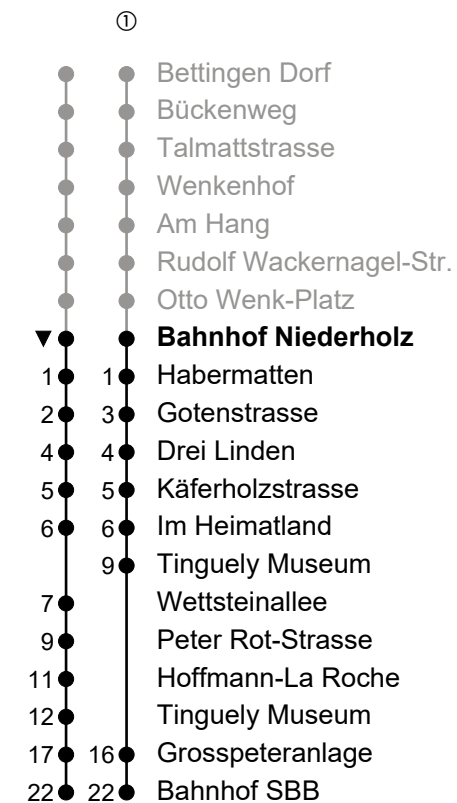 ①
Bettingen Dorf
Bückenweg
Talmattstrasse
Wenkenhof
Am Hang
Rudolf Wackernagel-Str.
Otto Wenk-Platz
▼ Bahnhof Niederholz
1 1 Habermatten
2 3 Gotenstrasse
4 4 Drei Linden
5 5 Käferholzstrasse
6 6 Im Heimatland
9 Tinguely Museum
7 Wettsteinallee
9 Peter Rot-Strasse
11 Hoffmann-La Roche
12 Tinguely Museum
17 16 Grosspeteranlage
22 22 Bahnhof SBB